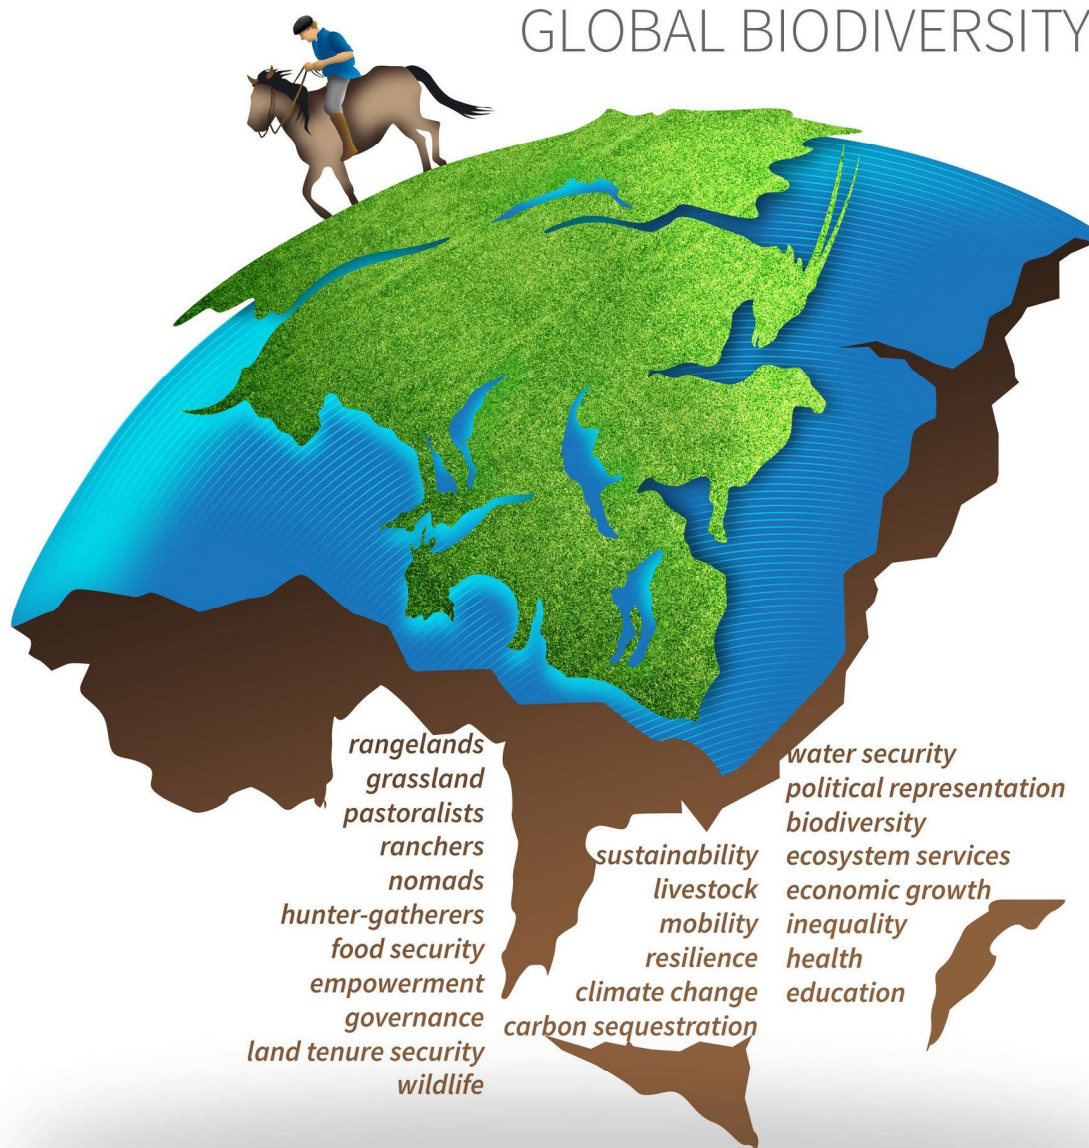 GLOBAL BIODIVERSITY
rangelands
grassland
pastoralists
ranchers
nomads
hunter-gatherers
food security
empowerment
governance
land tenure security
wildlife
sustainability
livestock
mobility
resilience
climate change
carbon sequestration
water security
political representation
biodiversity
ecosystem services
economic growth
inequality
health
education